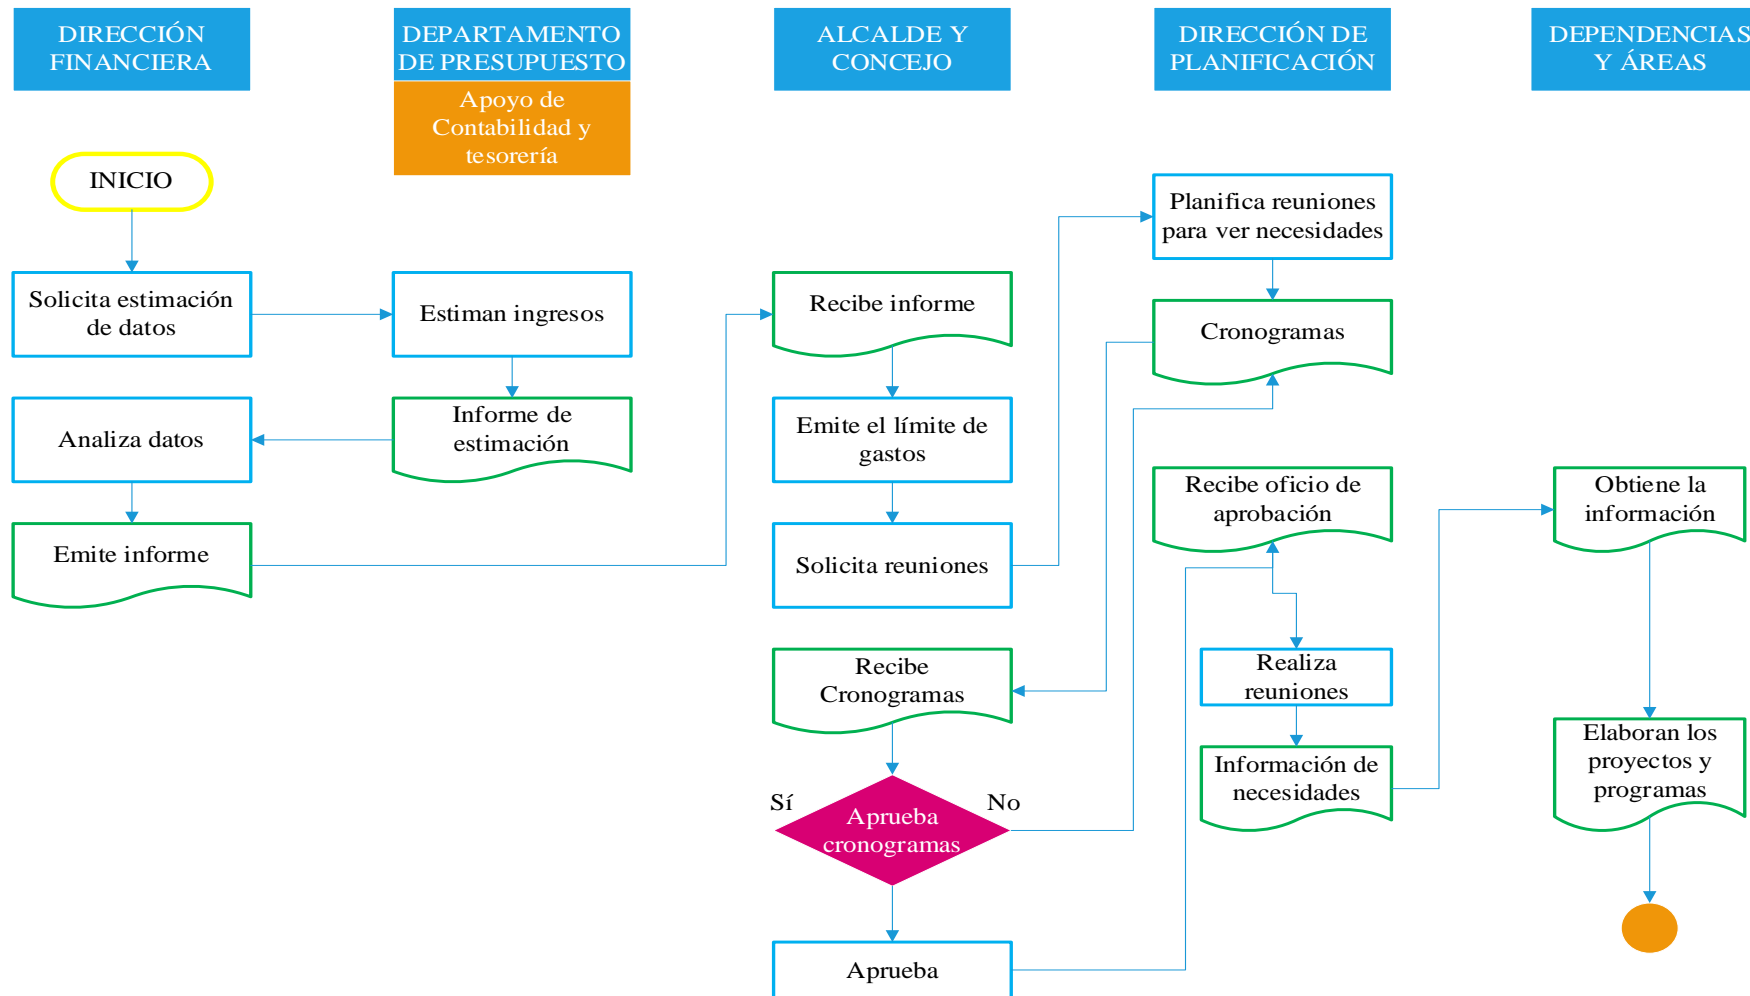 DIRECCIÓN
FINANCIERA
DEPARTAMENTO
DE PRESUPUESTO
Apoyo de
Contabilidad y
tesorería
ALCALDE Y
CONCEJO
DIRECCIÓN DE
PLANIFICACIÓN
DEPENDENCIAS
Y ÁREAS
INICIO
Solicita estimación
de datos
Estiman ingresos
Informe de
estimación
Analiza datos
Emite informe
Recibe informe
Emite el límite de
gastos
Solicita reuniones
Planifica reuniones
para ver necesidades
Cronogramas
Recibe
Cronogramas
Sí
No
Aprueba
cronogramas
Aprueba
Recibe oficio de
aprobación
Realiza
reuniones
Información de
necesidades
Obtiene la
información
Elaboran los
proyectos y
programas